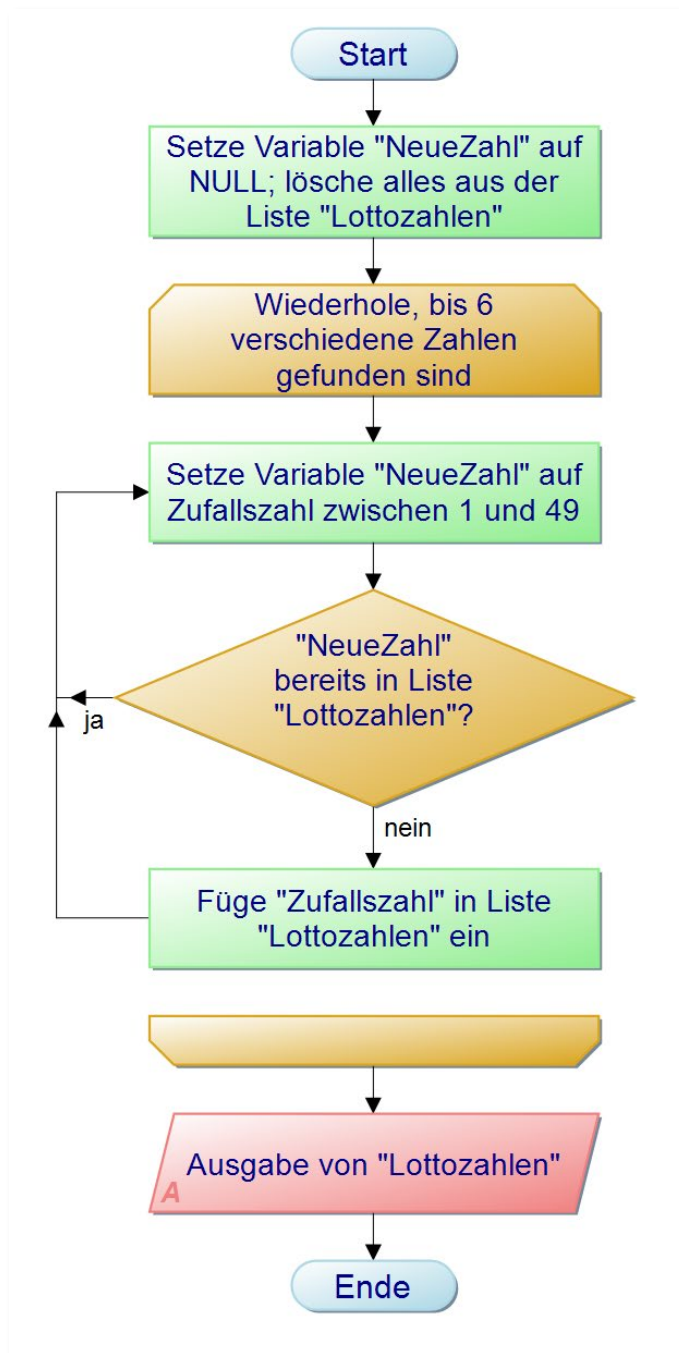 Start
Setze Variable "NeueZahl" auf
NULL; lösche alles aus der
Liste "Lottozahlen"
Wiederhole, bis 6
verschiedene Zahlen
gefunden sind
Setze Variable "NeueZahl" auf
Zufallszahl zwischen 1 und 49
"NeueZahl"
bereits in Liste
"Lottozahlen"?
ja
nein
Füge "Zufallszahl" in Liste
"Lottozahlen" ein
Ausgabe von "Lottozahlen"
A
Ende